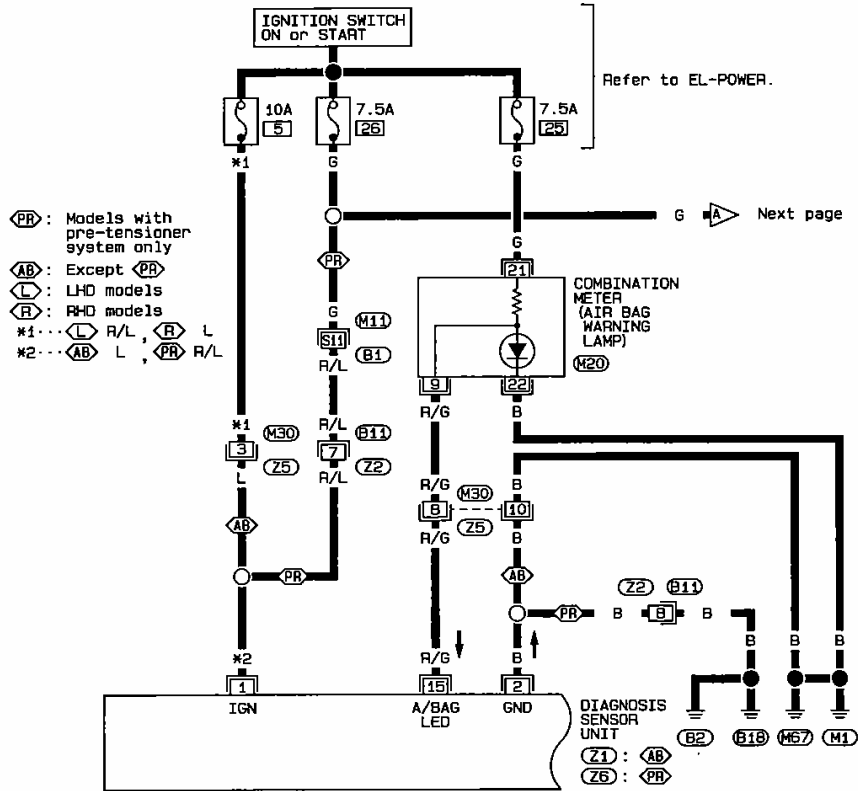 IGNITION SWITCH
ON or START
Refer to EL-POWER.
10A
5
7.5A
26
7.5A
25
*1
G
G
G
A
Next page
PR
: Models with
pre-tensioner
system only
AB
: Except
PR
L
: LHD models
R
: RHD models
*1···
L
R/L,
R
L
*2···
AB
L ,
PR
R/L
PR
G
G
21
COMBINATION
METER
(AIR BAG
WARNING
LAMP)
M20
S11
M11
B1
R/L
9
22
R/G
B
*1
3
M30
Z5
L
R/L
7
B11
Z2
R/L
R/G
B
8
M30
Z5
10
R/G
B
AB
AB
PR
PR
B
Z2
B11
8
B
B
B
B
*2
R/G
B
1
15
2
IGN
A/BAG
LED
GND
DIAGNOSIS
SENSOR
UNIT
Z1
:
AB
Z6
:
PR
B2
B18
M67
M1